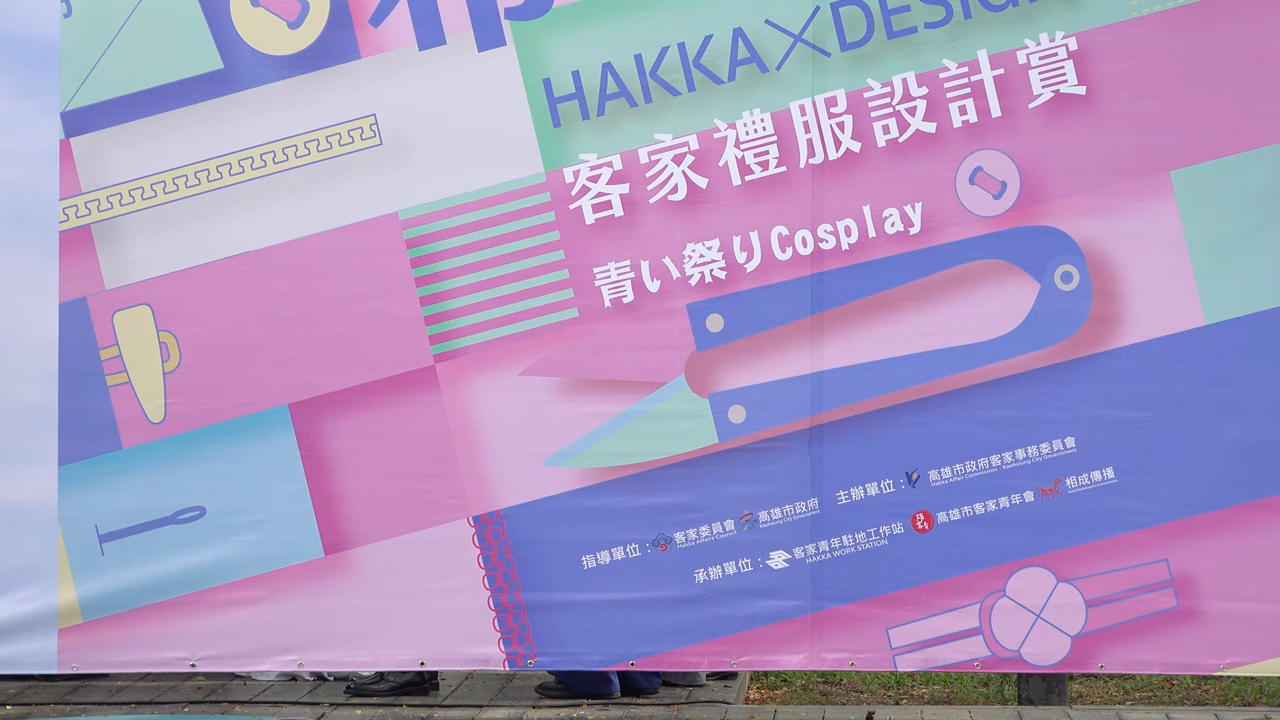 HAKKA×DESIGN
客家禮服設計賞
青い祭りCosplay
指導單位：客家委員會 Hakka Affairs Council 高雄市政府 Kaohsiung City Government 主辦單位：高雄市政府客家事務委員會 Hakka Affair Commission - Kaohsiung City Government
承辦單位：客家青年駐地工作站 HAKKA WORK STATION 高雄市客家青年會 相成傳播